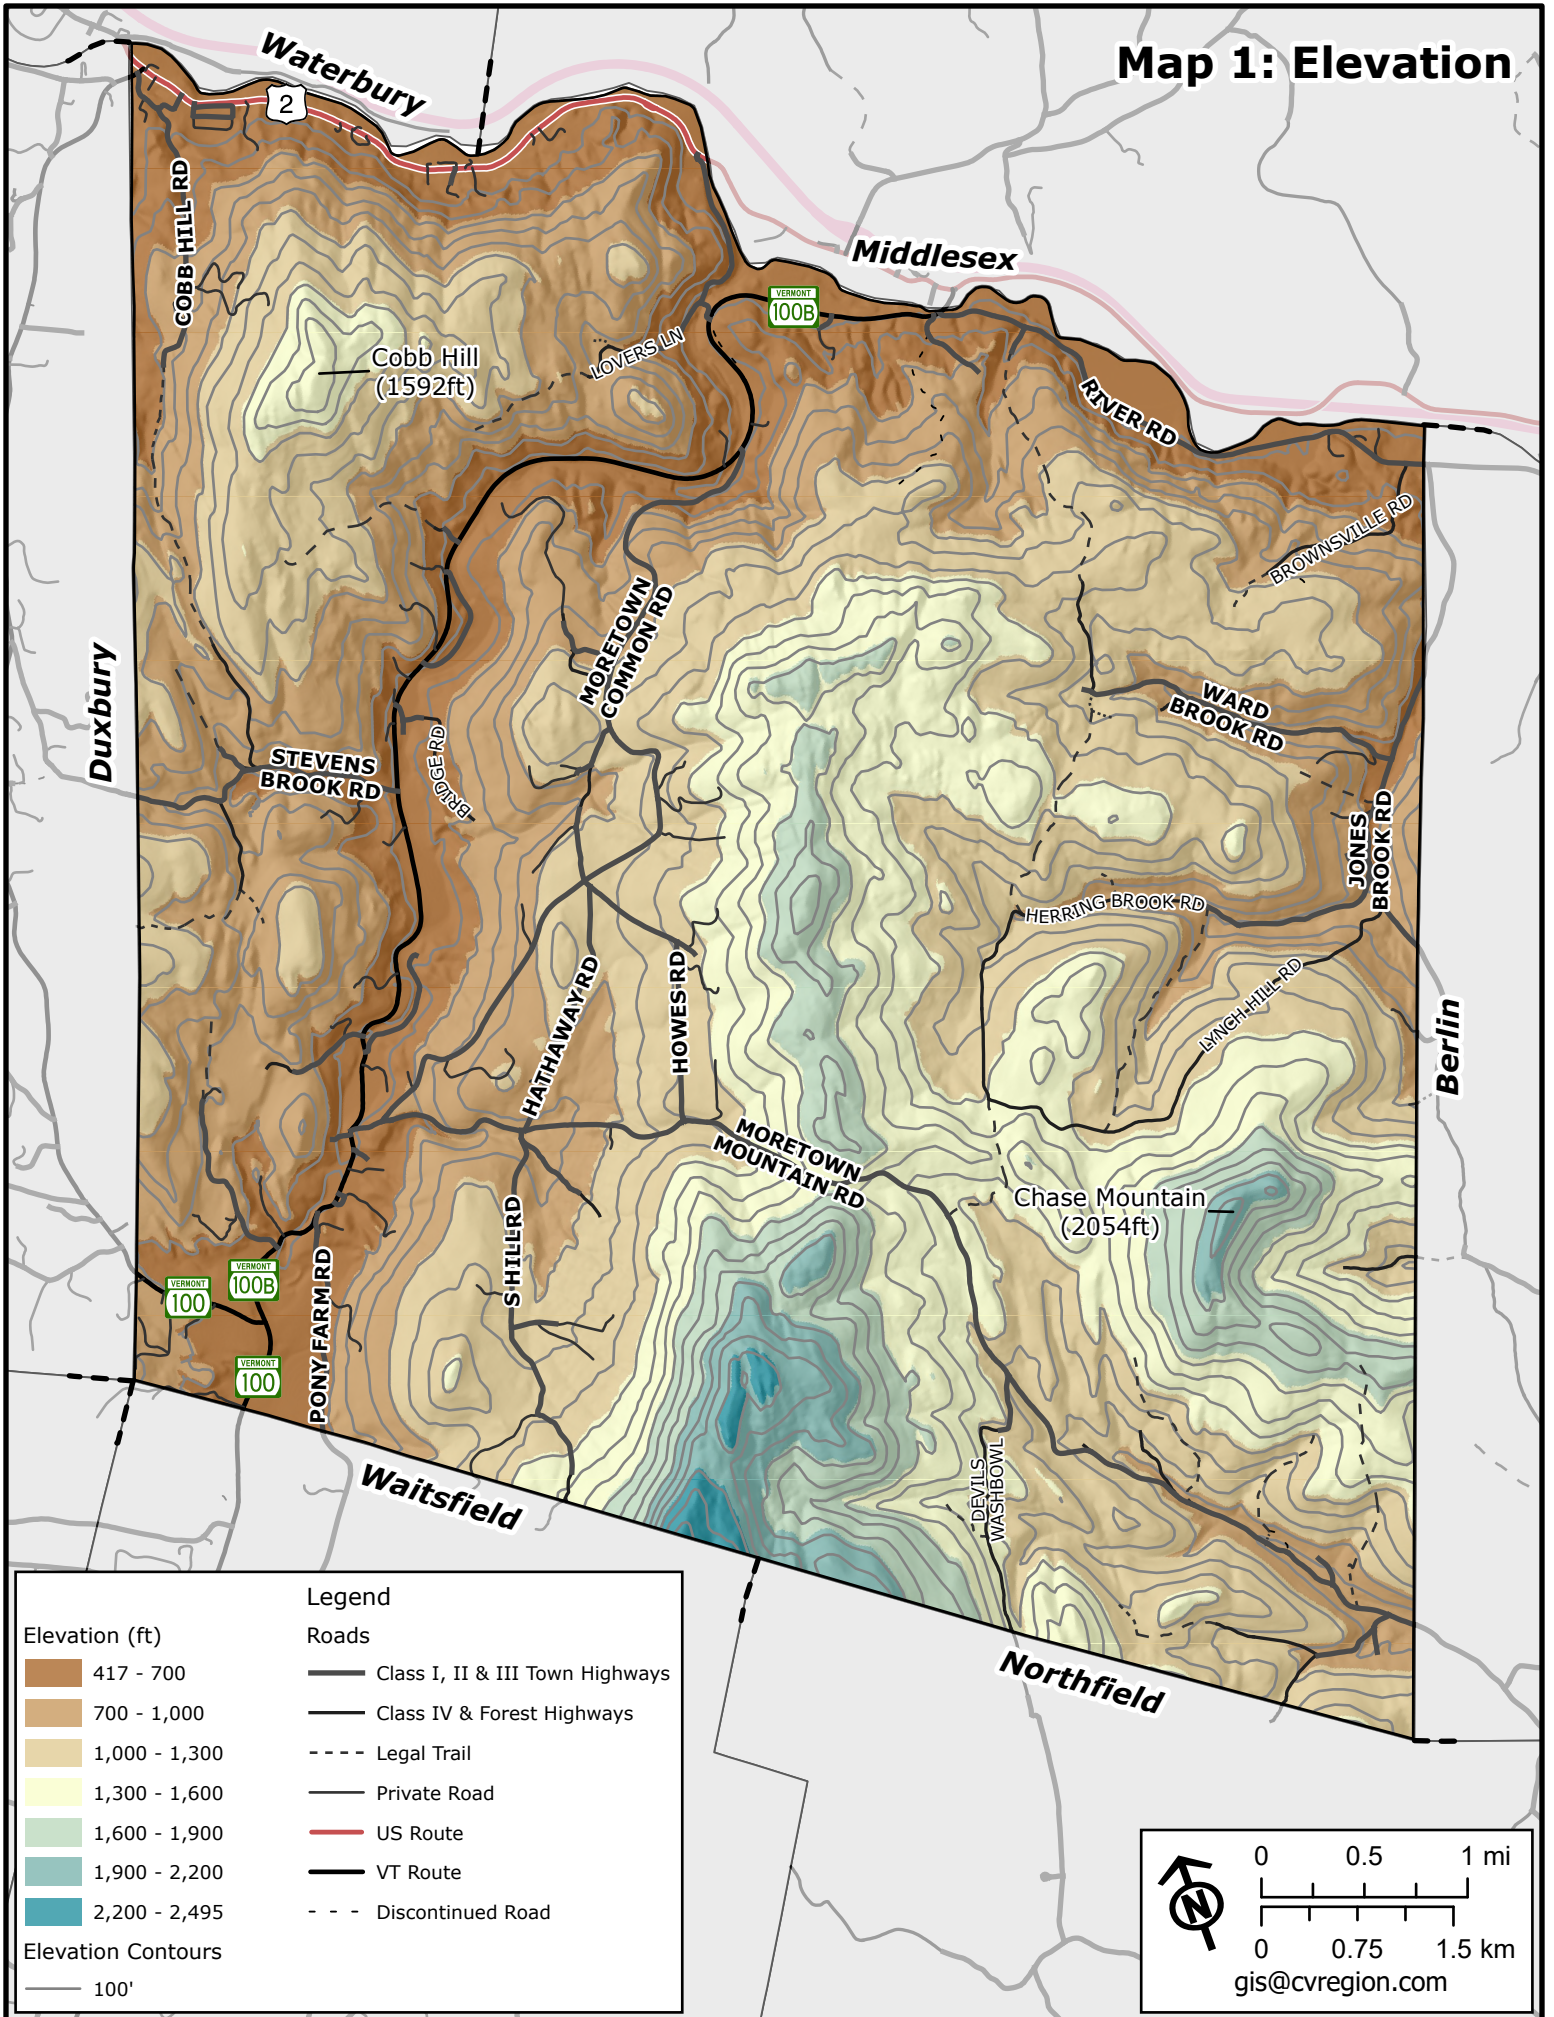 Map 1: Elevation
Waterbury
2
COBB HILL RD
Middlesex
VERMONT
100B
LOVERS LN
Cobb Hill
(1592ft)
RIVER RD
BROWNSVILLE RD
MORETOWN
COMMON RD
Duxbury
WARD
BROOK RD
BRIDGE RD
STEVENS
BROOK RD
JONES
BROOK RD
HERRING BROOK RD
LYNCH HILL RD
HATHAWAY RD
HOWES RD
Berlin
MORETOWN
MOUNTAIN RD
Chase Mountain
(2054ft)
S HILL RD
PONY FARM RD
VERMONT
100
VERMONT
100B
VERMONT
100
DEVILS
WASHBOWL
Waitsfield
Northfield
Legend
Elevation (ft)
417 - 700
700 - 1,000
1,000 - 1,300
1,300 - 1,600
1,600 - 1,900
1,900 - 2,200
2,200 - 2,495
Elevation Contours
100'
Roads
Class I, II & III Town Highways
Class IV & Forest Highways
Legal Trail
Private Road
US Route
VT Route
Discontinued Road
N
0 0.5 1 mi
0 0.75 1.5 km
gis@cvregion.com